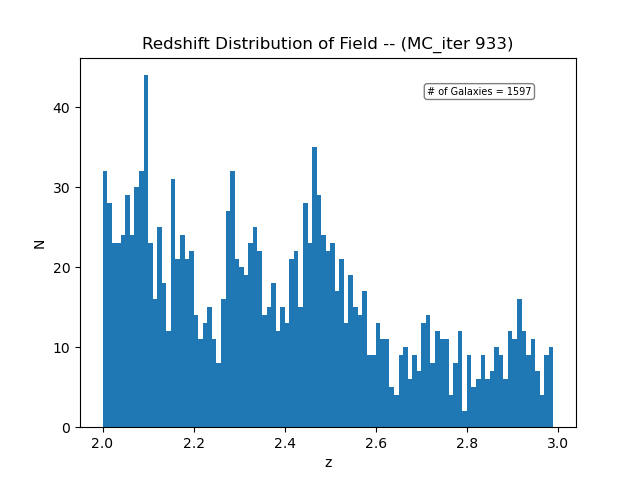 Redshift Distribution of Field -- (MC_iter 933)
# of Galaxies = 1597
N
40
30
20
10
0
2.0 2.2 2.4 2.6 2.8 3.0
z